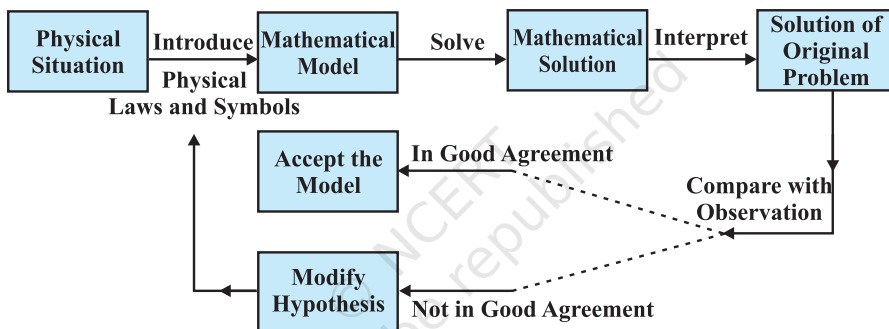 Physical
Situation
Introduce
Physical
Laws and Symbols
Mathematical
Model
Solve
Mathematical
Solution
Interpret
Solution of
Original
Problem
Compare with
Observation
In Good Agreement
Accept the
Model
Not in Good Agreement
Modify
Hypothesis
© NCERT
be republished